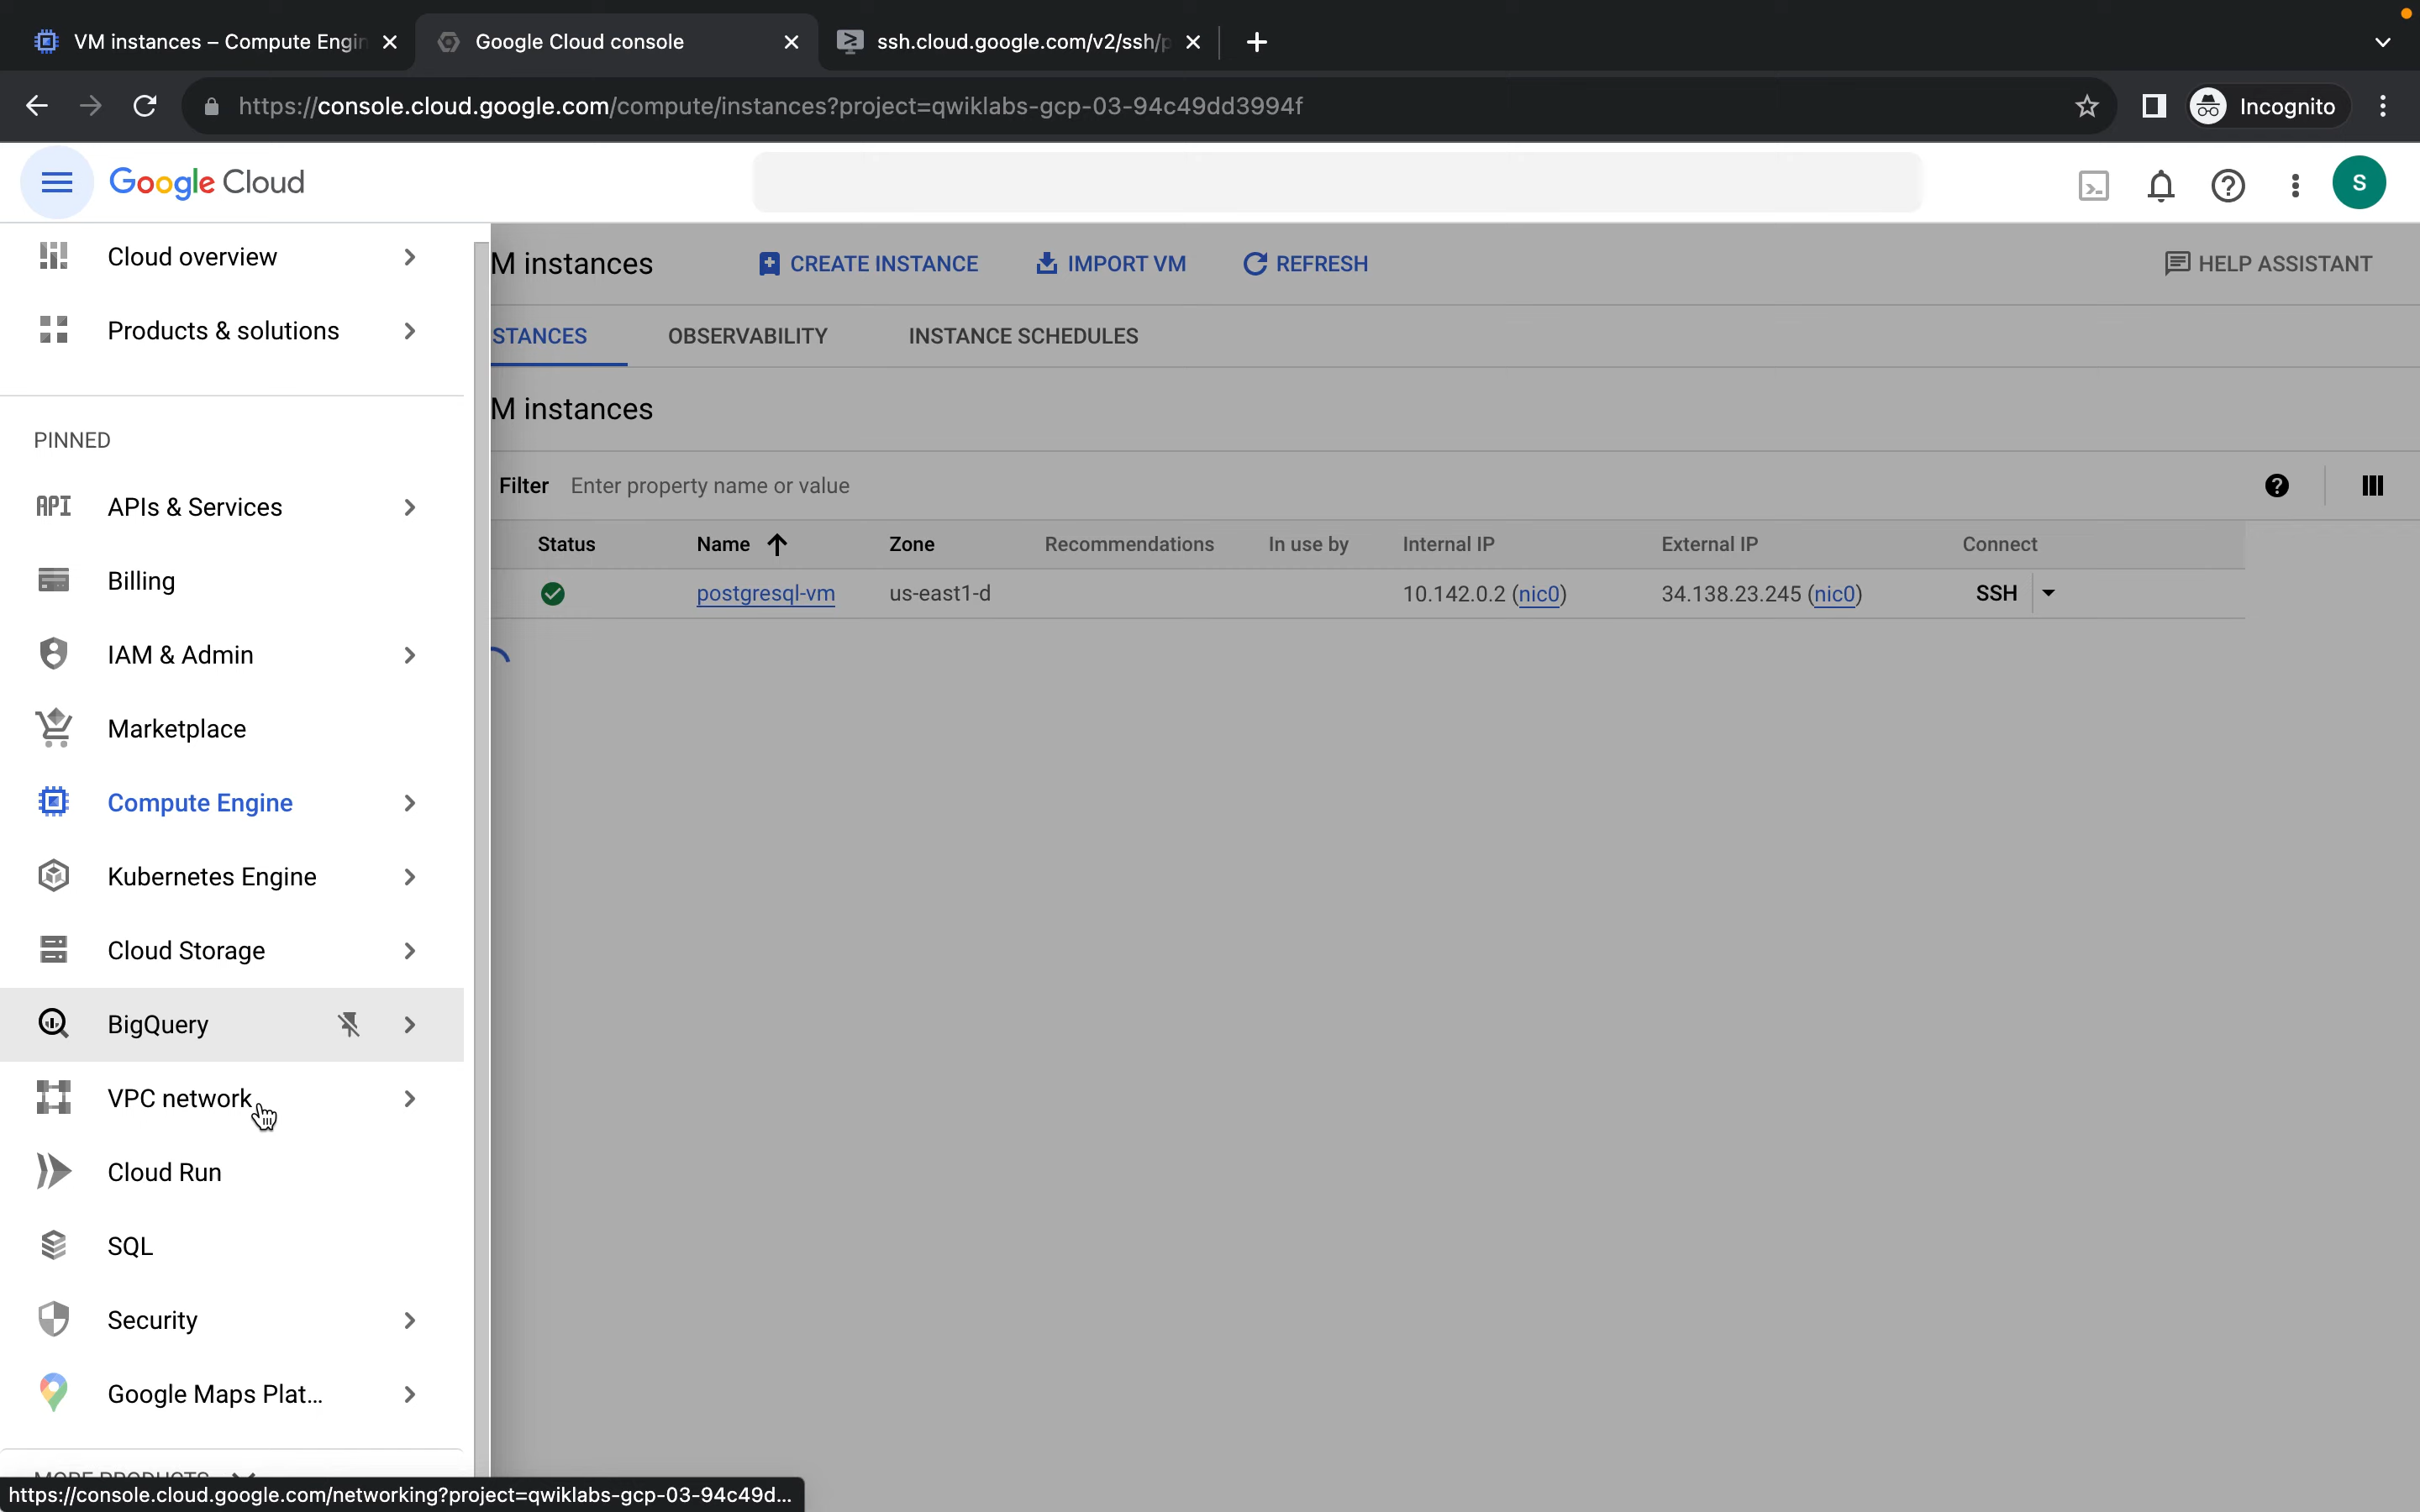 VM instances – Compute Engin
Google Cloud console
ssh.cloud.google.com/v2/ssh/p
https://console.cloud.google.com/compute/instances?project=qwiklabs-gcp-03-94c49dd3994f
Incognito
Google Cloud
S
Cloud overview
Products & solutions
PINNED
API APIs & Services
Billing
IAM & Admin
Marketplace
Compute Engine
Kubernetes Engine
Cloud Storage
BigQuery
VPC network
Cloud Run
SQL
Security
Google Maps Plat...
MORE PRODUCTS
https://console.cloud.google.com/networking?project=qwiklabs-gcp-03-94c49d...
M instances
CREATE INSTANCE
IMPORT VM
REFRESH
HELP ASSISTANT
STANCES
OBSERVABILITY
INSTANCE SCHEDULES
M instances
Filter Enter property name or value
Status Name Zone Recommendations In use by Internal IP External IP Connect
postgresql-vm us-east1-d 10.142.0.2 (nic0) 34.138.23.245 (nic0) SSH